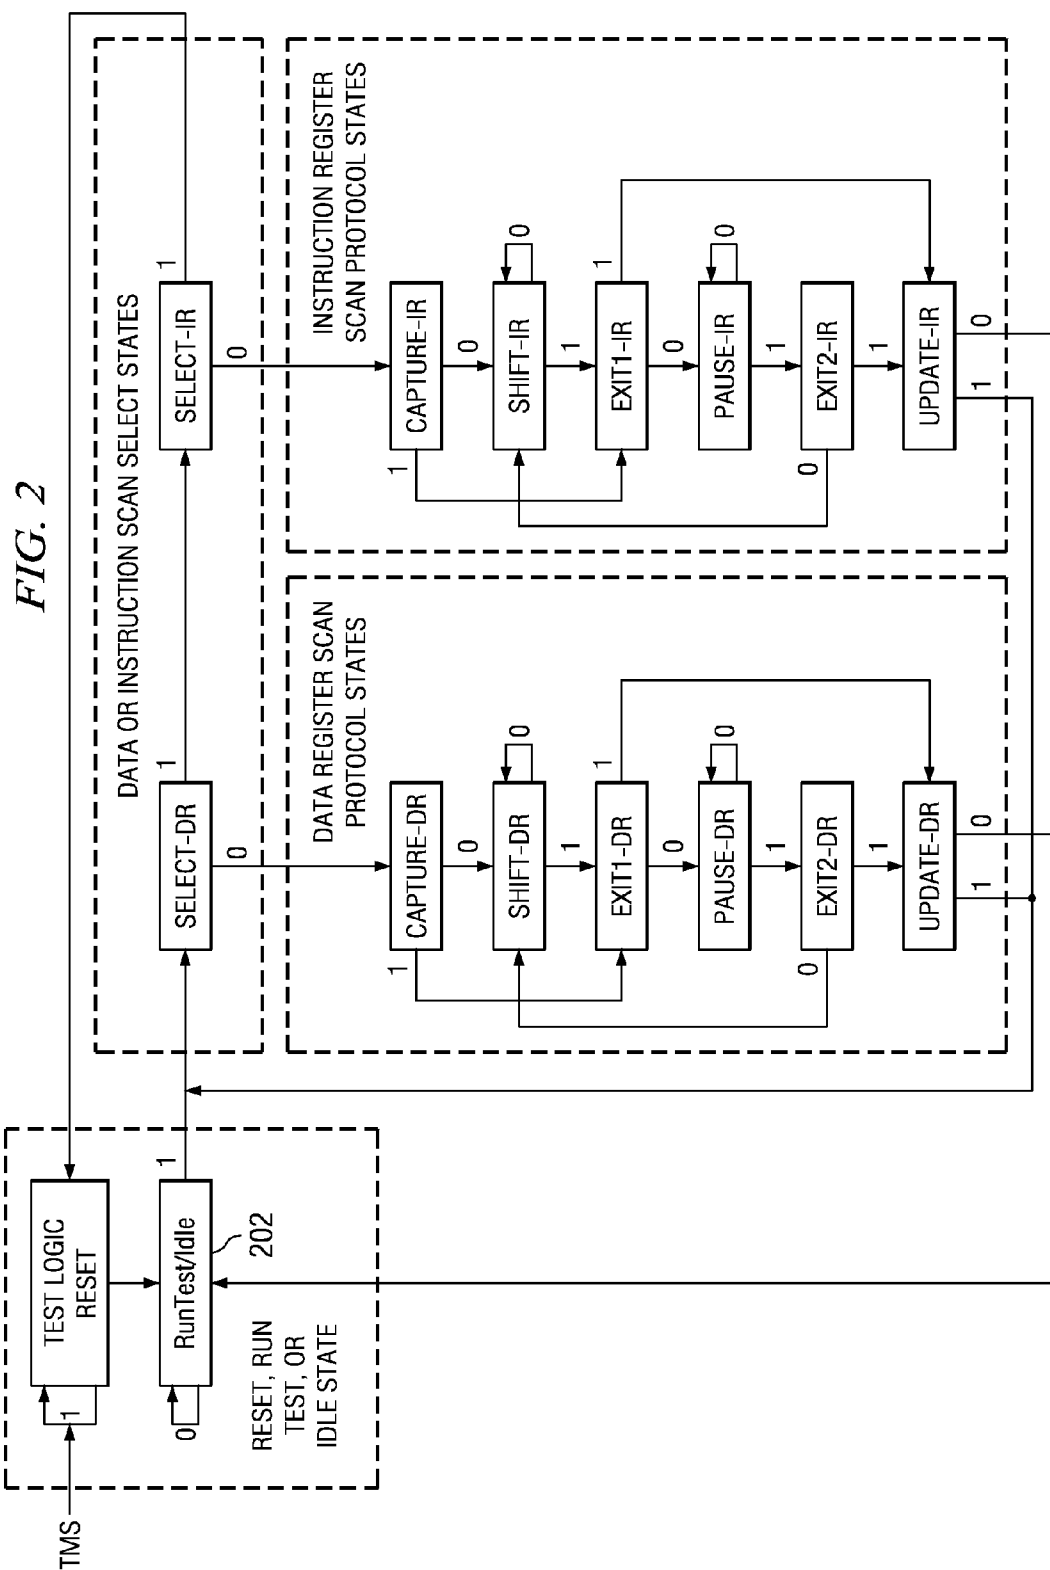 FIG. 2
TMS
1
TEST LOGIC
RESET
0
RunTest/Idle
1
202
RESET, RUN
TEST, OR
IDLE STATE
DATA OR INSTRUCTION SCAN SELECT STATES
SELECT-DR
1
0
SELECT-IR
1
0
DATA REGISTER SCAN
PROTOCOL STATES
CAPTURE-DR
1
0
SHIFT-DR
0
1
EXIT1-DR
1
0
PAUSE-DR
0
1
EXIT2-DR
0
1
UPDATE-DR
1
0
INSTRUCTION REGISTER
SCAN PROTOCOL STATES
CAPTURE-IR
1
0
SHIFT-IR
0
1
EXIT1-IR
1
0
PAUSE-IR
0
1
EXIT2-IR
0
1
UPDATE-IR
1
0